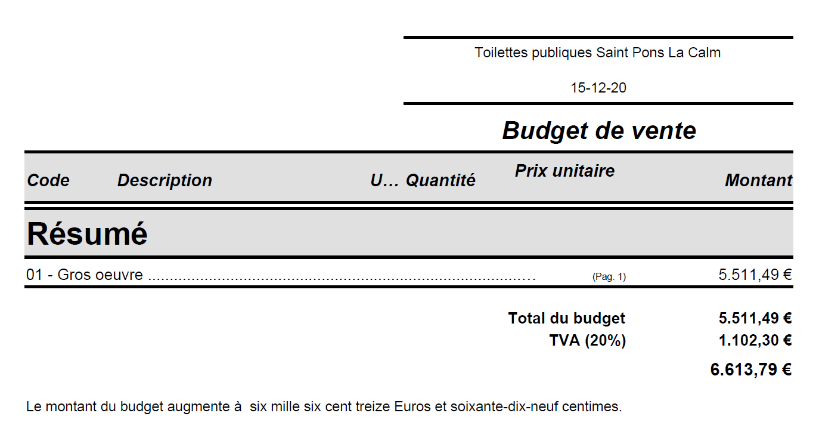 Toilettes publiques Saint Pons La Calm
15-12-20
Budget de vente
Code Description U… Quantité Prix unitaire Montant
Résumé
01 - Gros oeuvre ........................................................................................... (Pag. 1) 5.511,49 €
Total du budget 5.511,49 €
TVA (20%) 1.102,30 €
6.613,79 €
Le montant du budget augmente à  six mille six cent treize Euros et soixante-dix-neuf centimes.